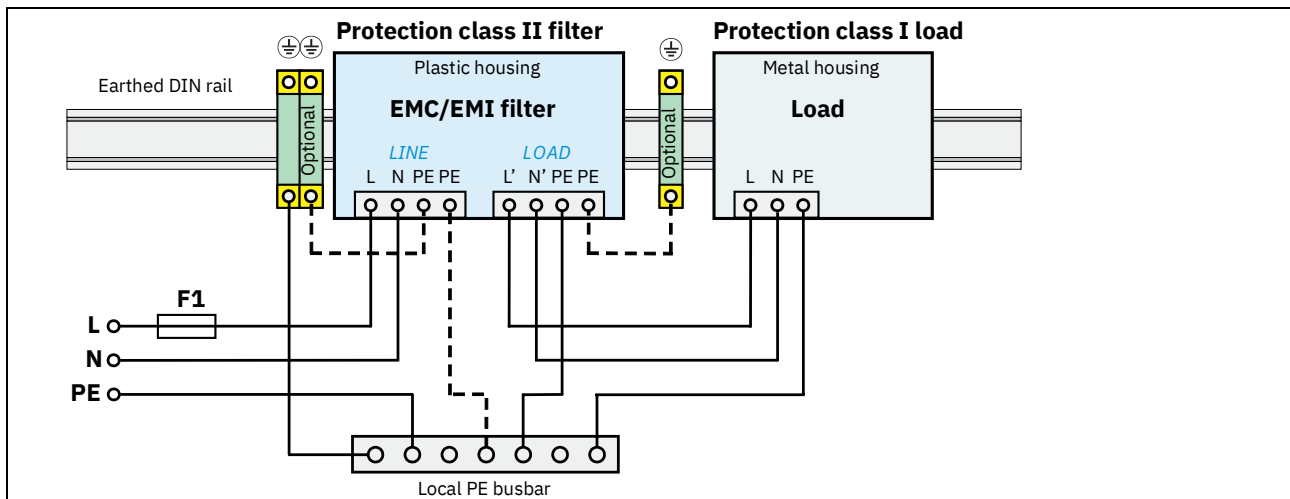 Protection class II filter
Protection class I load
Plastic housing
Metal housing
Earthed DIN rail
EMC/EMI filter
Load
Optional
Optional
LINE
LOAD
L N PE PE
L’ N’ PE PE
L N PE
F1
L
N
PE
Local PE busbar